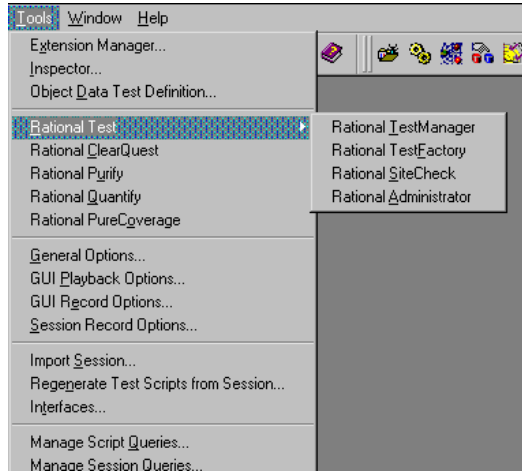 Tools Window Help
Extension Manager...
Inspector...
Object Data Test Definition...
Rational Test
Rational ClearQuest
Rational Purify
Rational Quantify
Rational PureCoverage
General Options...
GUI Playback Options...
GUI Record Options...
Session Record Options...
Import Session...
Regenerate Test Scripts from Session...
Interfaces...
Manage Script Queries...
Manage Session Queries...
Rational TestManager
Rational TestFactory
Rational SiteCheck
Rational Administrator